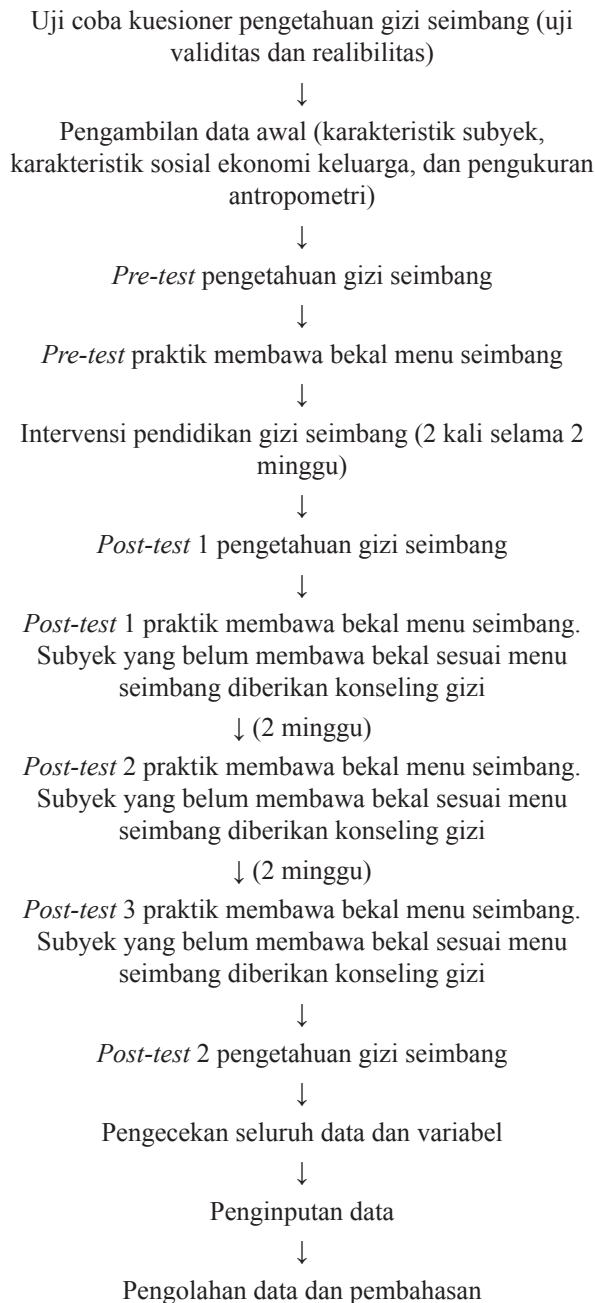 Uji coba kuesioner pengetahuan gizi seimbang (uji
validitas dan realibilitas)
↓
Pengambilan data awal (karakteristik subyek,
karakteristik sosial ekonomi keluarga, dan pengukuran
antropometri)
↓
Pre-test pengetahuan gizi seimbang
↓
Pre-test praktik membawa bekal menu seimbang
↓
Intervensi pendidikan gizi seimbang (2 kali selama 2
minggu)
↓
Post-test 1 pengetahuan gizi seimbang
↓
Post-test 1 praktik membawa bekal menu seimbang.
Subyek yang belum membawa bekal sesuai menu
seimbang diberikan konseling gizi
↓ (2 minggu)
Post-test 2 praktik membawa bekal menu seimbang.
Subyek yang belum membawa bekal sesuai menu
seimbang diberikan konseling gizi
↓ (2 minggu)
Post-test 3 praktik membawa bekal menu seimbang.
Subyek yang belum membawa bekal sesuai menu
seimbang diberikan konseling gizi
↓
Post-test 2 pengetahuan gizi seimbang
↓
Pengecekan seluruh data dan variabel
↓
Penginputan data
↓
Pengolahan data dan pembahasan